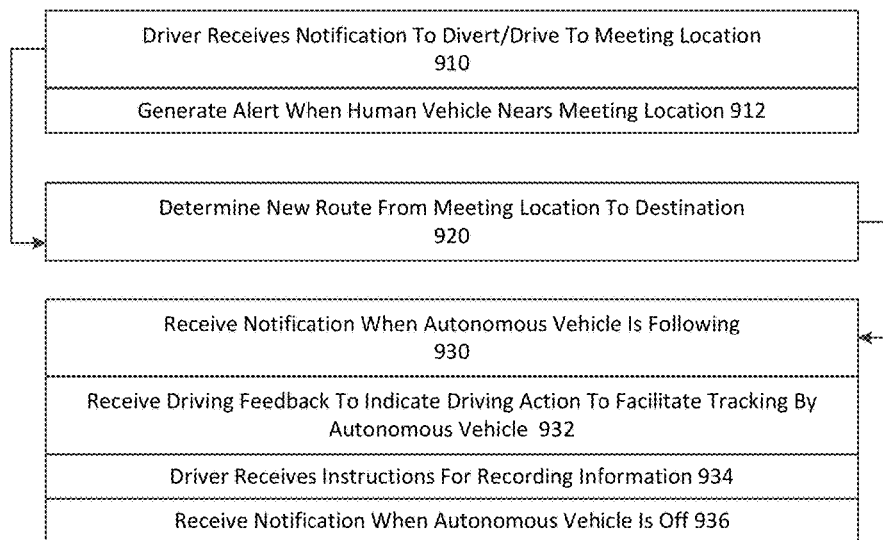 Driver Receives Notification To Divert/Drive To Meeting Location
910
Generate Alert When Human Vehicle Nears Meeting Location 912
Determine New Route From Meeting Location To Destination
920
Receive Notification When Autonomous Vehicle Is Following
930
Receive Driving Feedback To Indicate Driving Action To Facilitate Tracking By
Autonomous Vehicle 932
Driver Receives Instructions For Recording Information 934
Receive Notification When Autonomous Vehicle Is Off 936